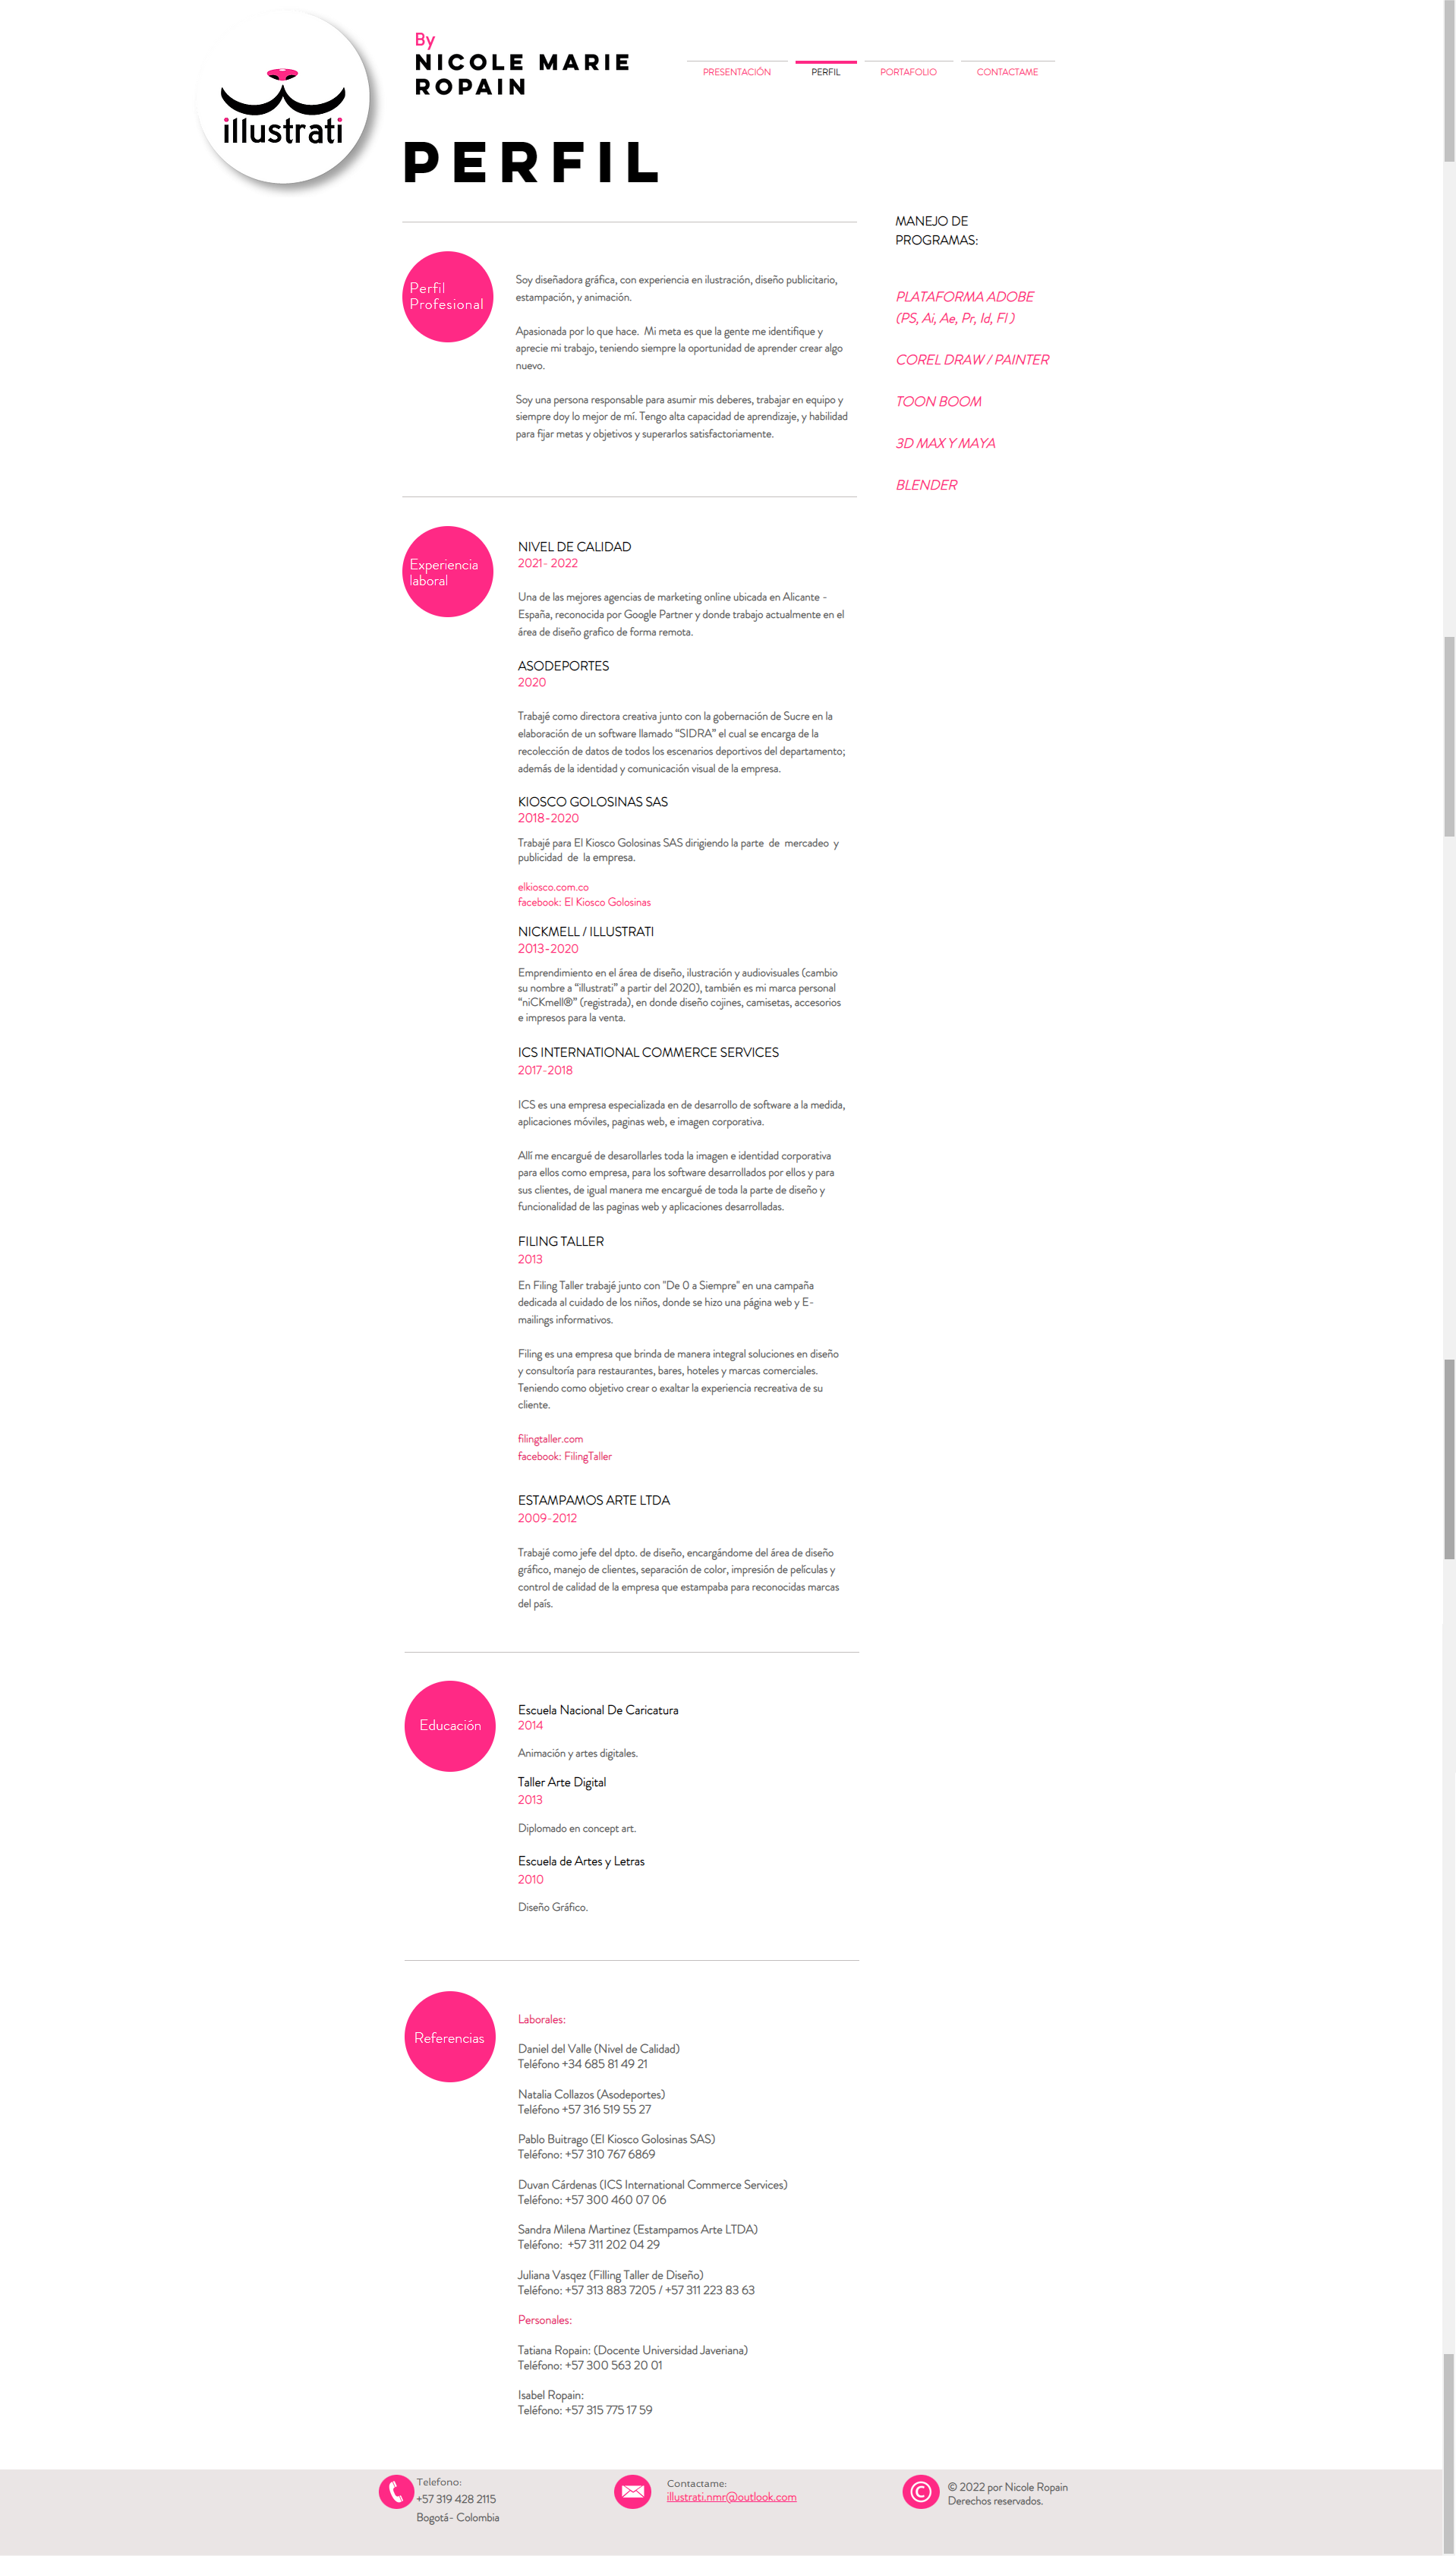 illustrati
By
NICOLE MARIE
ROPAIN
PRESENTACIÓN
PERFIL
PORTAFOLIO
CONTACTAME
PERFIL
MANEJO DE
PROGRAMAS:
PLATAFORMA ADOBE
(PS, Ai, Ae, Pr, Id, Fl )
COREL DRAW / PAINTER
TOON BOOM
3D MAX Y MAYA
BLENDER
Perfil
Profesional
Soy diseñadora gráfica, con experiencia en ilustración, diseño publicitario,
estampación, y animación.
Apasionada por lo que hace. Mi meta es que la gente me identifique y
aprecie mi trabajo, teniendo siempre la oportunidad de aprender crear algo
nuevo.
Soy una persona responsable para asumir mis deberes, trabajar en equipo y
siempre doy lo mejor de mí. Tengo alta capacidad de aprendizaje, y habilidad
para fijar metas y objetivos y superarlos satisfactoriamente.
Experiencia
laboral
NIVEL DE CALIDAD
2021- 2022
Una de las mejores agencias de marketing online ubicada en Alicante -
España, reconocida por Google Partner y donde trabajo actualmente en el
área de diseño grafico de forma remota.
ASODEPORTES
2020
Trabajé como directora creativa junto con la gobernación de Sucre en la
elaboración de un software llamado “SIDRA” el cual se encarga de la
recolección de datos de todos los escenarios deportivos del departamento;
además de la identidad y comunicación visual de la empresa.
KIOSCO GOLOSINAS SAS
2018-2020
Trabajé para El Kiosco Golosinas SAS dirigiendo la parte de mercadeo y
publicidad de la empresa.
elkiosco.com.co
facebook: El Kiosco Golosinas
NICKMELL / ILLUSTRATI
2013-2020
Emprendimiento en el área de diseño, ilustración y audiovisuales (cambio
su nombre a “illustrati” a partir del 2020), también es mi marca personal
“niCKmell®” (registrada), en donde diseño cojines, camisetas, accesorios
e impresos para la venta.
ICS INTERNATIONAL COMMERCE SERVICES
2017-2018
ICS es una empresa especializada en de desarrollo de software a la medida,
aplicaciones móviles, paginas web, e imagen corporativa.
Allí me encargué de desarollarles toda la imagen e identidad corporativa
para ellos como empresa, para los software desarrollados por ellos y para
sus clientes, de igual manera me encargué de toda la parte de diseño y
funcionalidad de las paginas web y aplicaciones desarrolladas.
FILING TALLER
2013
En Filing Taller trabajé junto con "De 0 a Siempre" en una campaña
dedicada al cuidado de los niños, donde se hizo una página web y E-
mailings informativos.
Filing es una empresa que brinda de manera integral soluciones en diseño
y consultoría para restaurantes, bares, hoteles y marcas comerciales.
Teniendo como objetivo crear o exaltar la experiencia recreativa de su
cliente.
filingtaller.com
facebook: FilingTaller
ESTAMPAMOS ARTE LTDA
2009-2012
Trabajé como jefe del dpto. de diseño, encargándome del área de diseño
gráfico, manejo de clientes, separación de color, impresión de películas y
control de calidad de la empresa que estampaba para reconocidas marcas
del país.
Educación
Escuela Nacional De Caricatura
2014
Animación y artes digitales.
Taller Arte Digital
2013
Diplomado en concept art.
Escuela de Artes y Letras
2010
Diseño Gráfico.
Referencias
Laborales:
Daniel del Valle (Nivel de Calidad)
Teléfono +34 685 81 49 21
Natalia Collazos (Asodeportes)
Teléfono +57 316 519 55 27
Pablo Buitrago (El Kiosco Golosinas SAS)
Teléfono: +57 310 767 6869
Duvan Cárdenas (ICS International Commerce Services)
Teléfono: +57 300 460 07 06
Sandra Milena Martinez (Estampamos Arte LTDA)
Teléfono: +57 311 202 04 29
Juliana Vasqez (Filling Taller de Diseño)
Teléfono: +57 313 883 7205 / +57 311 223 83 63
Personales:
Tatiana Ropain: (Docente Universidad Javeriana)
Teléfono: +57 300 563 20 01
Isabel Ropain:
Teléfono: +57 315 775 17 59
Telefono:
+57 319 428 2115
Bogotá- Colombia
Contactame:
illustrati.nmr@outlook.com
©
© 2022 por Nicole Ropain
Derechos reservados.